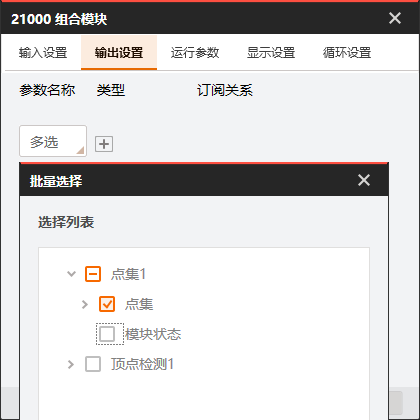 21000 组合模块
输入设置 输出设置 运行参数 显示设置 循环设置
参数名称 类型 订阅关系
多选
批量选择
选择列表
点集1
点集
模块状态
顶点检测1